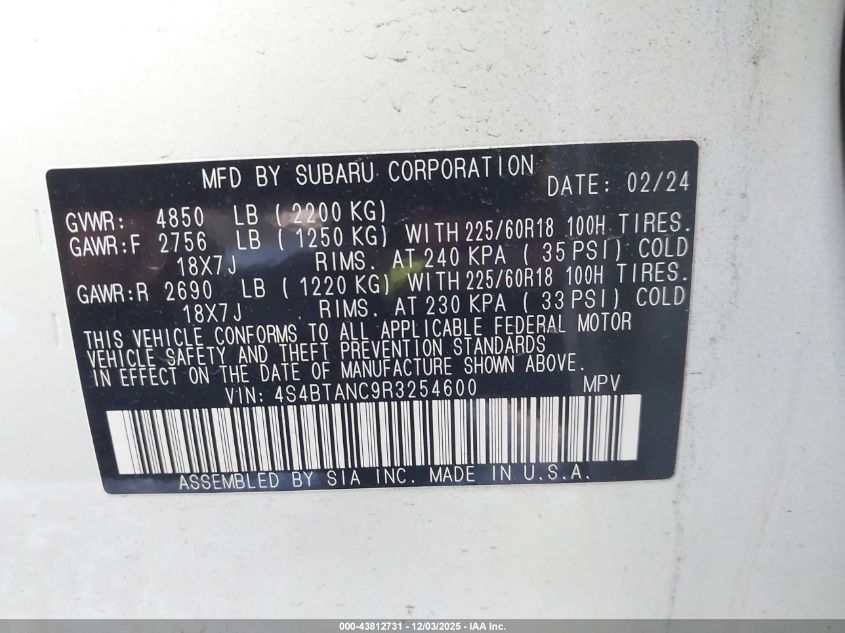 MFD BY SUBARU CORPORATION DATE: 02/24
GVWR: 4850 LB ( 2200 KG)
GAWR:F 2756 LB ( 1250 KG) WITH 225/60R18 100H TIRES.
18X7J RIMS. AT 240 KPA ( 35 PSI) COLD
GAWR:R 2690 LB ( 1220 KG) WITH 225/60R18 100H TIRES.
18X7J RIMS. AT 230 KPA ( 33 PSI) COLD
THIS VEHICLE CONFORMS TO ALL APPLICABLE FEDERAL MOTOR
VEHICLE SAFETY AND THEFT PREVENTION STANDARDS
IN EFFECT ON THE DATE OF MANUFACTURE SHOWN ABOVE.
VIN: 4S4BTANC9R3254600 MPV
ASSEMBLED BY SIA INC. MADE IN U.S.A.
000-43812731 - 12/03/2025 - IAA Inc.